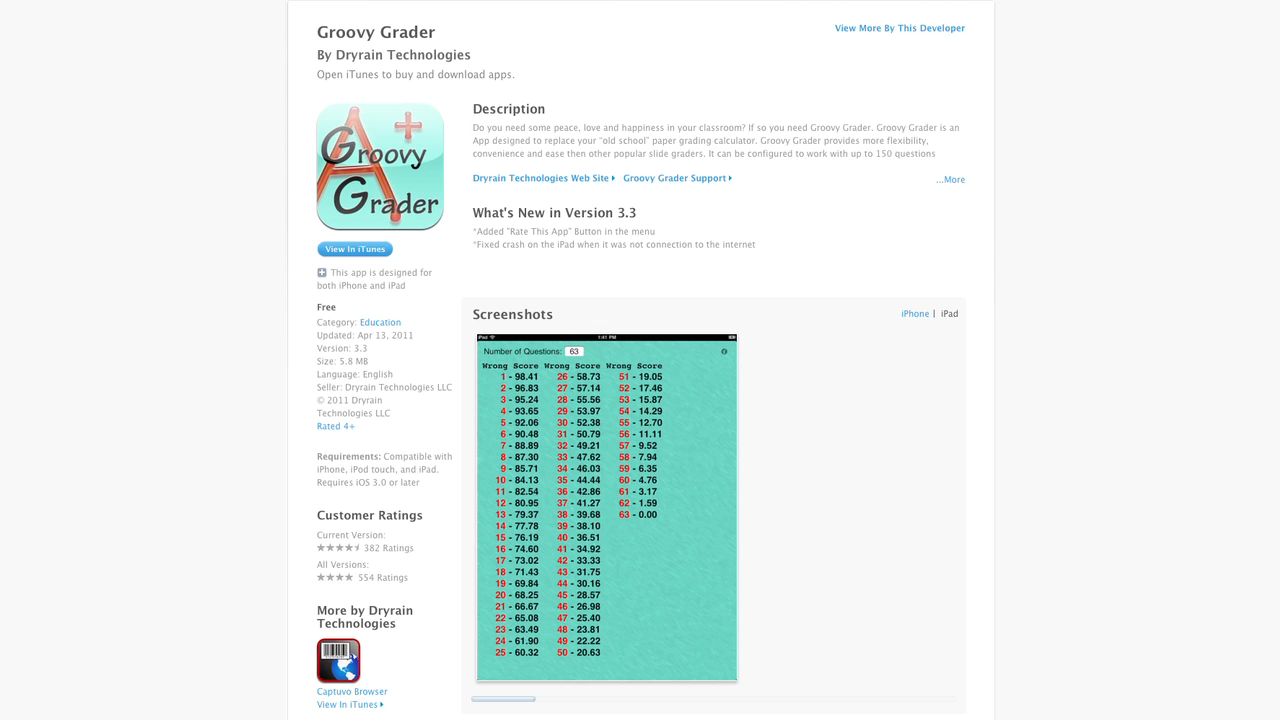 Groovy Grader
View More By This Developer
By Dryrain Technologies
Open iTunes to buy and download apps.
Groovy
Grader
View In iTunes
This app is designed for
both iPhone and iPad
Free
Category: Education
Updated: Apr 13, 2011
Version: 3.3
Size: 5.8 MB
Language: English
Seller: Dryrain Technologies LLC
© 2011 Dryrain
Technologies LLC
Rated 4+
Requirements: Compatible with
iPhone, iPod touch, and iPad.
Requires iOS 3.0 or later
Customer Ratings
Current Version:
382 Ratings
All Versions:
554 Ratings
More by Dryrain
Technologies
Captuvo Browser
View In iTunes
Description
Do you need some peace, love and happiness in your classroom? If so you need Groovy Grader. Groovy Grader is an
App designed to replace your "old school" paper grading calculator. Groovy Grader provides more flexibility,
convenience and ease then other popular slide graders. It can be configured to work with up to 150 questions
Dryrain Technologies Web Site Groovy Grader Support ...More
What's New in Version 3.3
*Added "Rate This App" Button in the menu
*Fixed crash on the iPad when it was not connection to the internet
Screenshots
iPhone | iPad
iPad 1:41 PM
Number of Questions: 63
Wrong Score Wrong Score Wrong Score
1 - 98.41 26 - 58.73 51 - 19.05
2 - 96.83 27 - 57.14 52 - 17.46
3 - 95.24 28 - 55.56 53 - 15.87
4 - 93.65 29 - 53.97 54 - 14.29
5 - 92.06 30 - 52.38 55 - 12.70
6 - 90.48 31 - 50.79 56 - 11.11
7 - 88.89 32 - 49.21 57 - 9.52
8 - 87.30 33 - 47.62 58 - 7.94
9 - 85.71 34 - 46.03 59 - 6.35
10 - 84.13 35 - 44.44 60 - 4.76
11 - 82.54 36 - 42.86 61 - 3.17
12 - 80.95 37 - 41.27 62 - 1.59
13 - 79.37 38 - 39.68 63 - 0.00
14 - 77.78 39 - 38.10
15 - 76.19 40 - 36.51
16 - 74.60 41 - 34.92
17 - 73.02 42 - 33.33
18 - 71.43 43 - 31.75
19 - 69.84 44 - 30.16
20 - 68.25 45 - 28.57
21 - 66.67 46 - 26.98
22 - 65.08 47 - 25.40
23 - 63.49 48 - 23.81
24 - 61.90 49 - 22.22
25 - 60.32 50 - 20.63